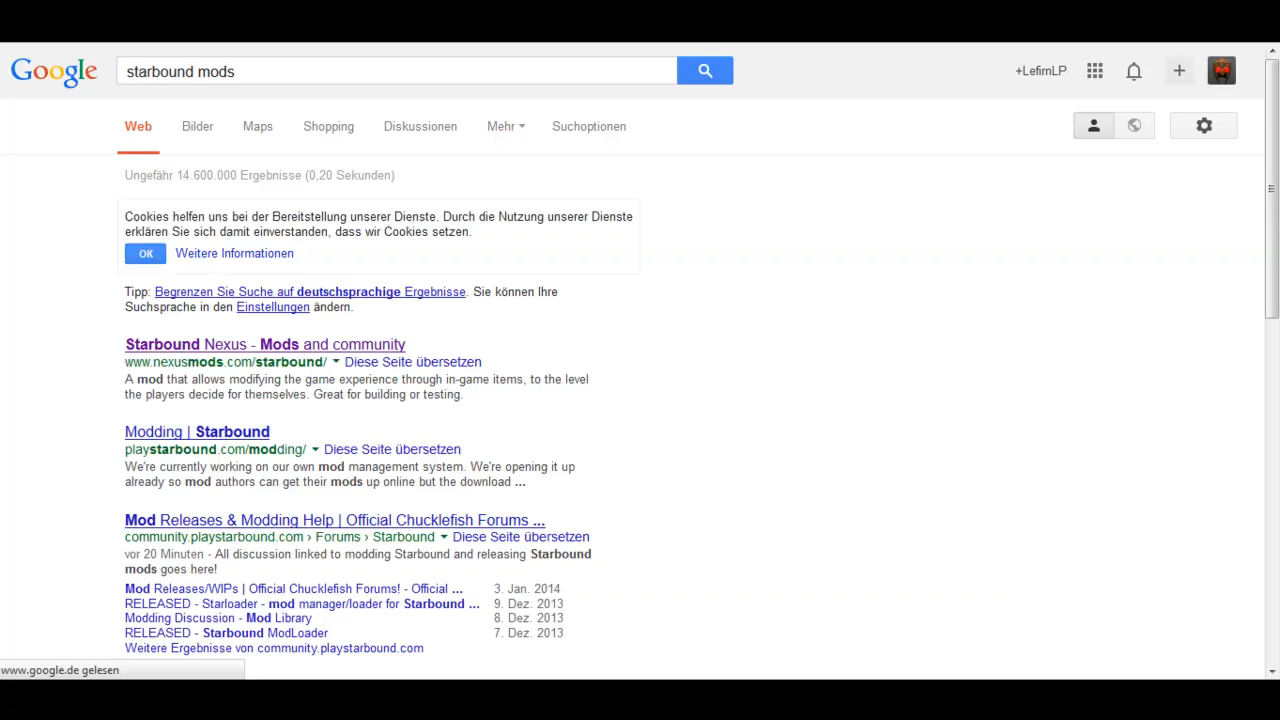 Google
starbound mods
+LefirnLP
Web Bilder Maps Shopping Diskussionen Mehr Suchoptionen
Ungefähr 14.600.000 Ergebnisse (0,20 Sekunden)
Cookies helfen uns bei der Bereitstellung unserer Dienste. Durch die Nutzung unserer Dienste
erklären Sie sich damit einverstanden, dass wir Cookies setzen.
OK Weitere Informationen
Tipp: Begrenzen Sie Suche auf deutschsprachige Ergebnisse. Sie können Ihre
Suchsprache in den Einstellungen ändern.
Starbound Nexus - Mods and community
www.nexusmods.com/starbound/ Diese Seite übersetzen
A mod that allows modifying the game experience through in-game items, to the level
the players decide for themselves. Great for building or testing.
Modding | Starbound
playstarbound.com/modding/ Diese Seite übersetzen
We're currently working on our own mod management system. We're opening it up
already so mod authors can get their mods up online but the download ...
Mod Releases & Modding Help | Official Chucklefish Forums ...
community.playstarbound.com › Forums › Starbound Diese Seite übersetzen
vor 20 Minuten - All discussion linked to modding Starbound and releasing Starbound
mods goes here!
Mod Releases/WIPs | Official Chucklefish Forums! - Official ... 3. Jan. 2014
RELEASED - Starloader - mod manager/loader for Starbound ... 9. Dez. 2013
Modding Discussion - Mod Library 8. Dez. 2013
RELEASED - Starbound ModLoader 7. Dez. 2013
Weitere Ergebnisse von community.playstarbound.com
www.google.de gelesen